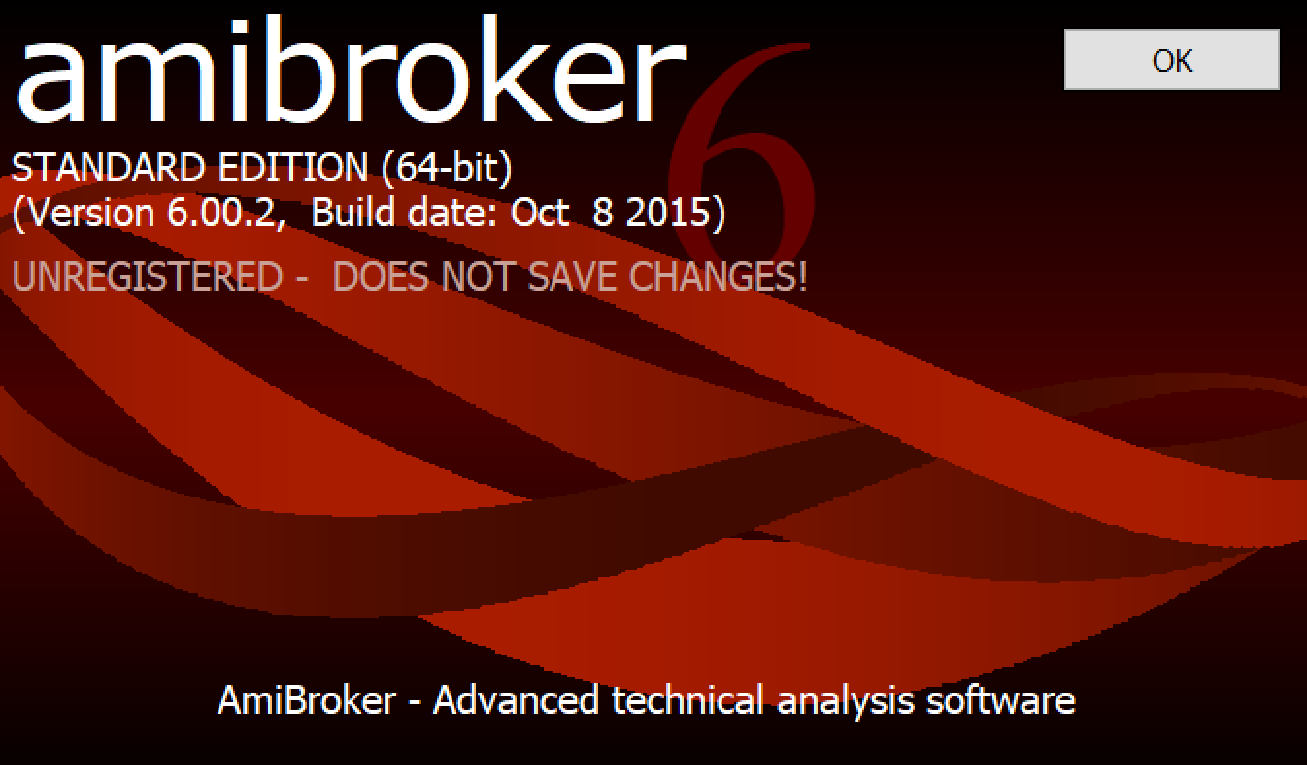 amibroker 6
OK
STANDARD EDITION (64-bit)
(Version 6.00.2,  Build date: Oct  8 2015)
UNREGISTERED -  DOES NOT SAVE CHANGES!
AmiBroker - Advanced technical analysis software